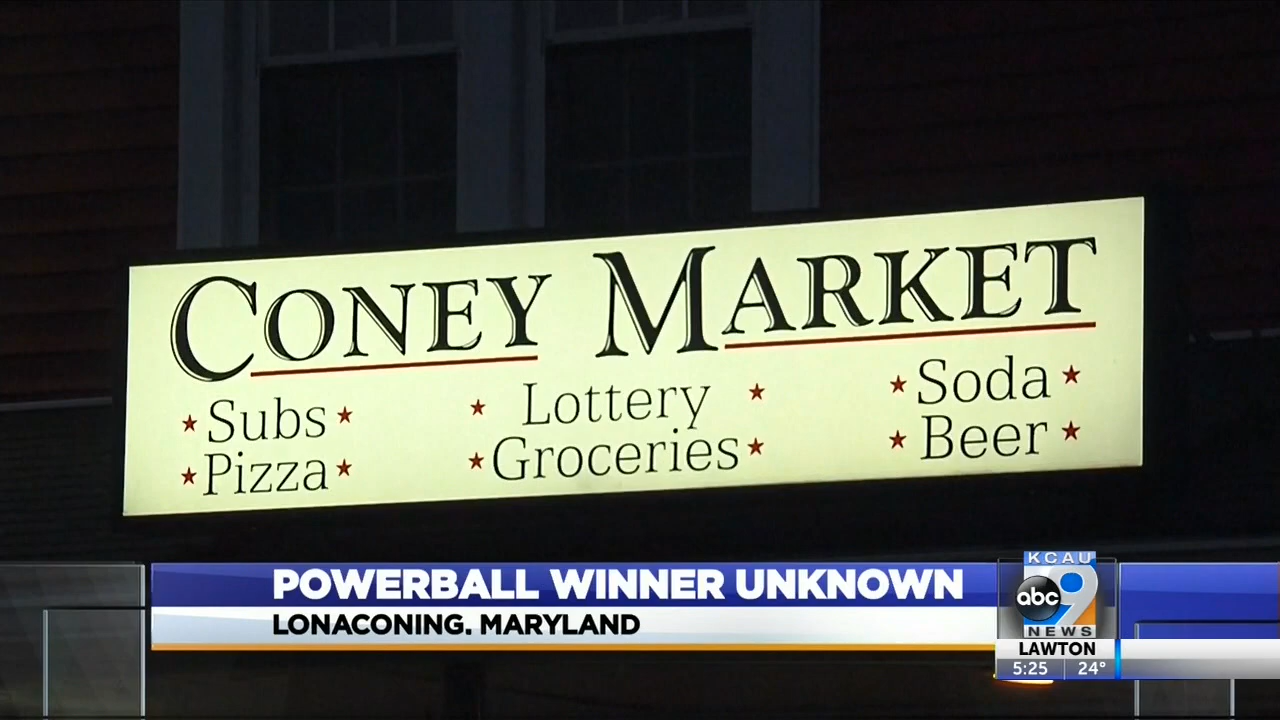 CONEY MARKET
Subs
Pizza
Lottery
Groceries
Soda
Beer
POWERBALL WINNER UNKNOWN
LONACONING. MARYLAND
KCAU
abc 9
NEWS
LAWTON
5:25 24°